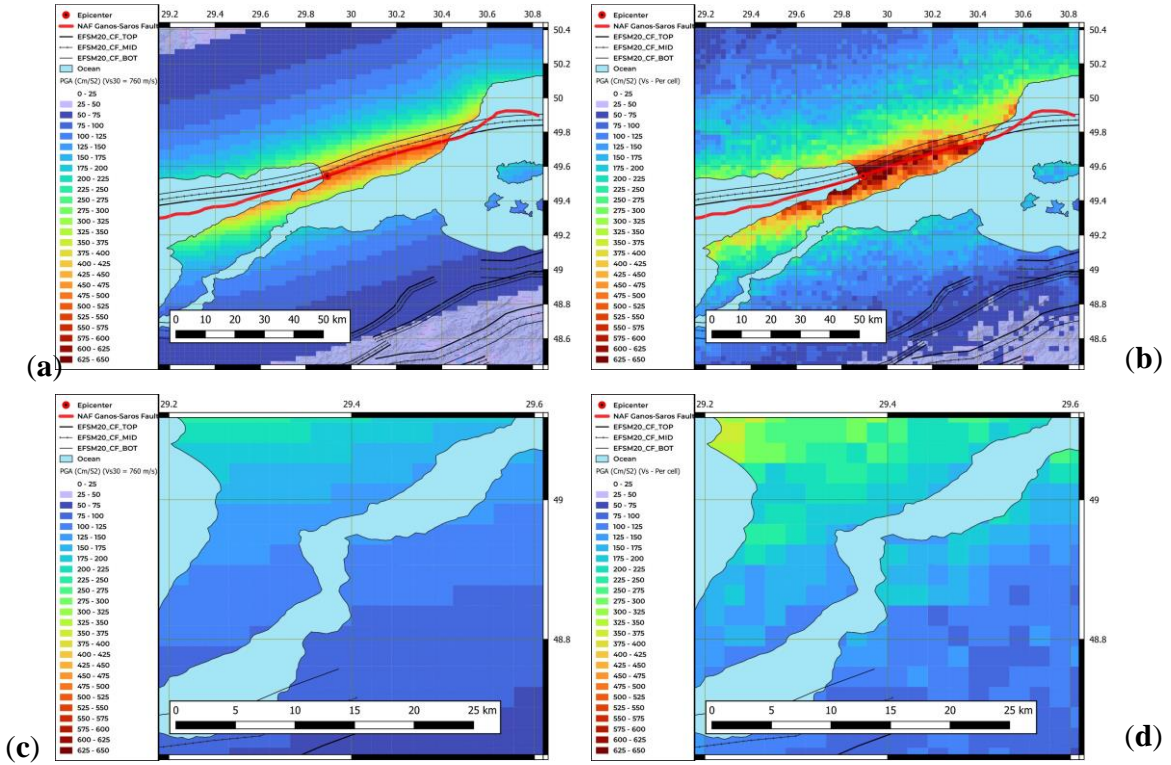 (a)
29.2 29.4 29.6 29.8 30 30.2 30.4 30.6 30.8
Epicenter
NAF Ganos-Saros Fault
EFSM20_CF_TOP
EFSM20_CF_MID
EFSM20_CF_BOT
Ocean
PGA (Cm/S2) (Vs30 = 760 m/s)
0 - 25
25 - 50
50 - 75
75 - 100
100 - 125
125 - 150
150 - 175
175 - 200
200 - 225
225 - 250
250 - 275
275 - 300
300 - 325
325 - 350
350 - 375
375 - 400
400 - 425
425 - 450
450 - 475
475 - 500
500 - 525
525 - 550
550 - 575
575 - 600
600 - 625
625 - 650
50.4
50.2
50
49.8
49.6
49.4
49.2
49
48.8
48.6
0 10 20 30 40 50 km
(b)
29.2 29.4 29.6 29.8 30 30.2 30.4 30.6 30.8
Epicenter
NAF Ganos-Saros Fault
EFSM20_CF_TOP
EFSM20_CF_MID
EFSM20_CF_BOT
Ocean
PGA (Cm/S2) (Vs - Per cell)
0 - 25
25 - 50
50 - 75
75 - 100
100 - 125
125 - 150
150 - 175
175 - 200
200 - 225
225 - 250
250 - 275
275 - 300
300 - 325
325 - 350
350 - 375
375 - 400
400 - 425
425 - 450
450 - 475
475 - 500
500 - 525
525 - 550
550 - 575
575 - 600
600 - 625
625 - 650
50.4
50.2
50
49.8
49.6
49.4
49.2
49
48.8
48.6
0 10 20 30 40 50 km
(c)
29.2 29.4 29.6
Epicenter
NAF Ganos-Saros Fault
EFSM20_CF_TOP
EFSM20_CF_MID
EFSM20_CF_BOT
Ocean
PGA (Cm/S2) (Vs30 = 760 m/s)
0 - 25
25 - 50
50 - 75
75 - 100
100 - 125
125 - 150
150 - 175
175 - 200
200 - 225
225 - 250
250 - 275
275 - 300
300 - 325
325 - 350
350 - 375
375 - 400
400 - 425
425 - 450
450 - 475
475 - 500
500 - 525
525 - 550
550 - 575
575 - 600
600 - 625
625 - 650
49
48.8
0 5 10 15 20 25 km
(d)
29.2 29.4 29.6
Epicenter
NAF Ganos-Saros Fault
EFSM20_CF_TOP
EFSM20_CF_MID
EFSM20_CF_BOT
Ocean
PGA (Cm/S2) (Vs - Per cell)
0 - 25
25 - 50
50 - 75
75 - 100
100 - 125
125 - 150
150 - 175
175 - 200
200 - 225
225 - 250
250 - 275
275 - 300
300 - 325
325 - 350
350 - 375
375 - 400
400 - 425
425 - 450
450 - 475
475 - 500
500 - 525
525 - 550
550 - 575
575 - 600
600 - 625
625 - 650
49
48.8
0 5 10 15 20 25 km